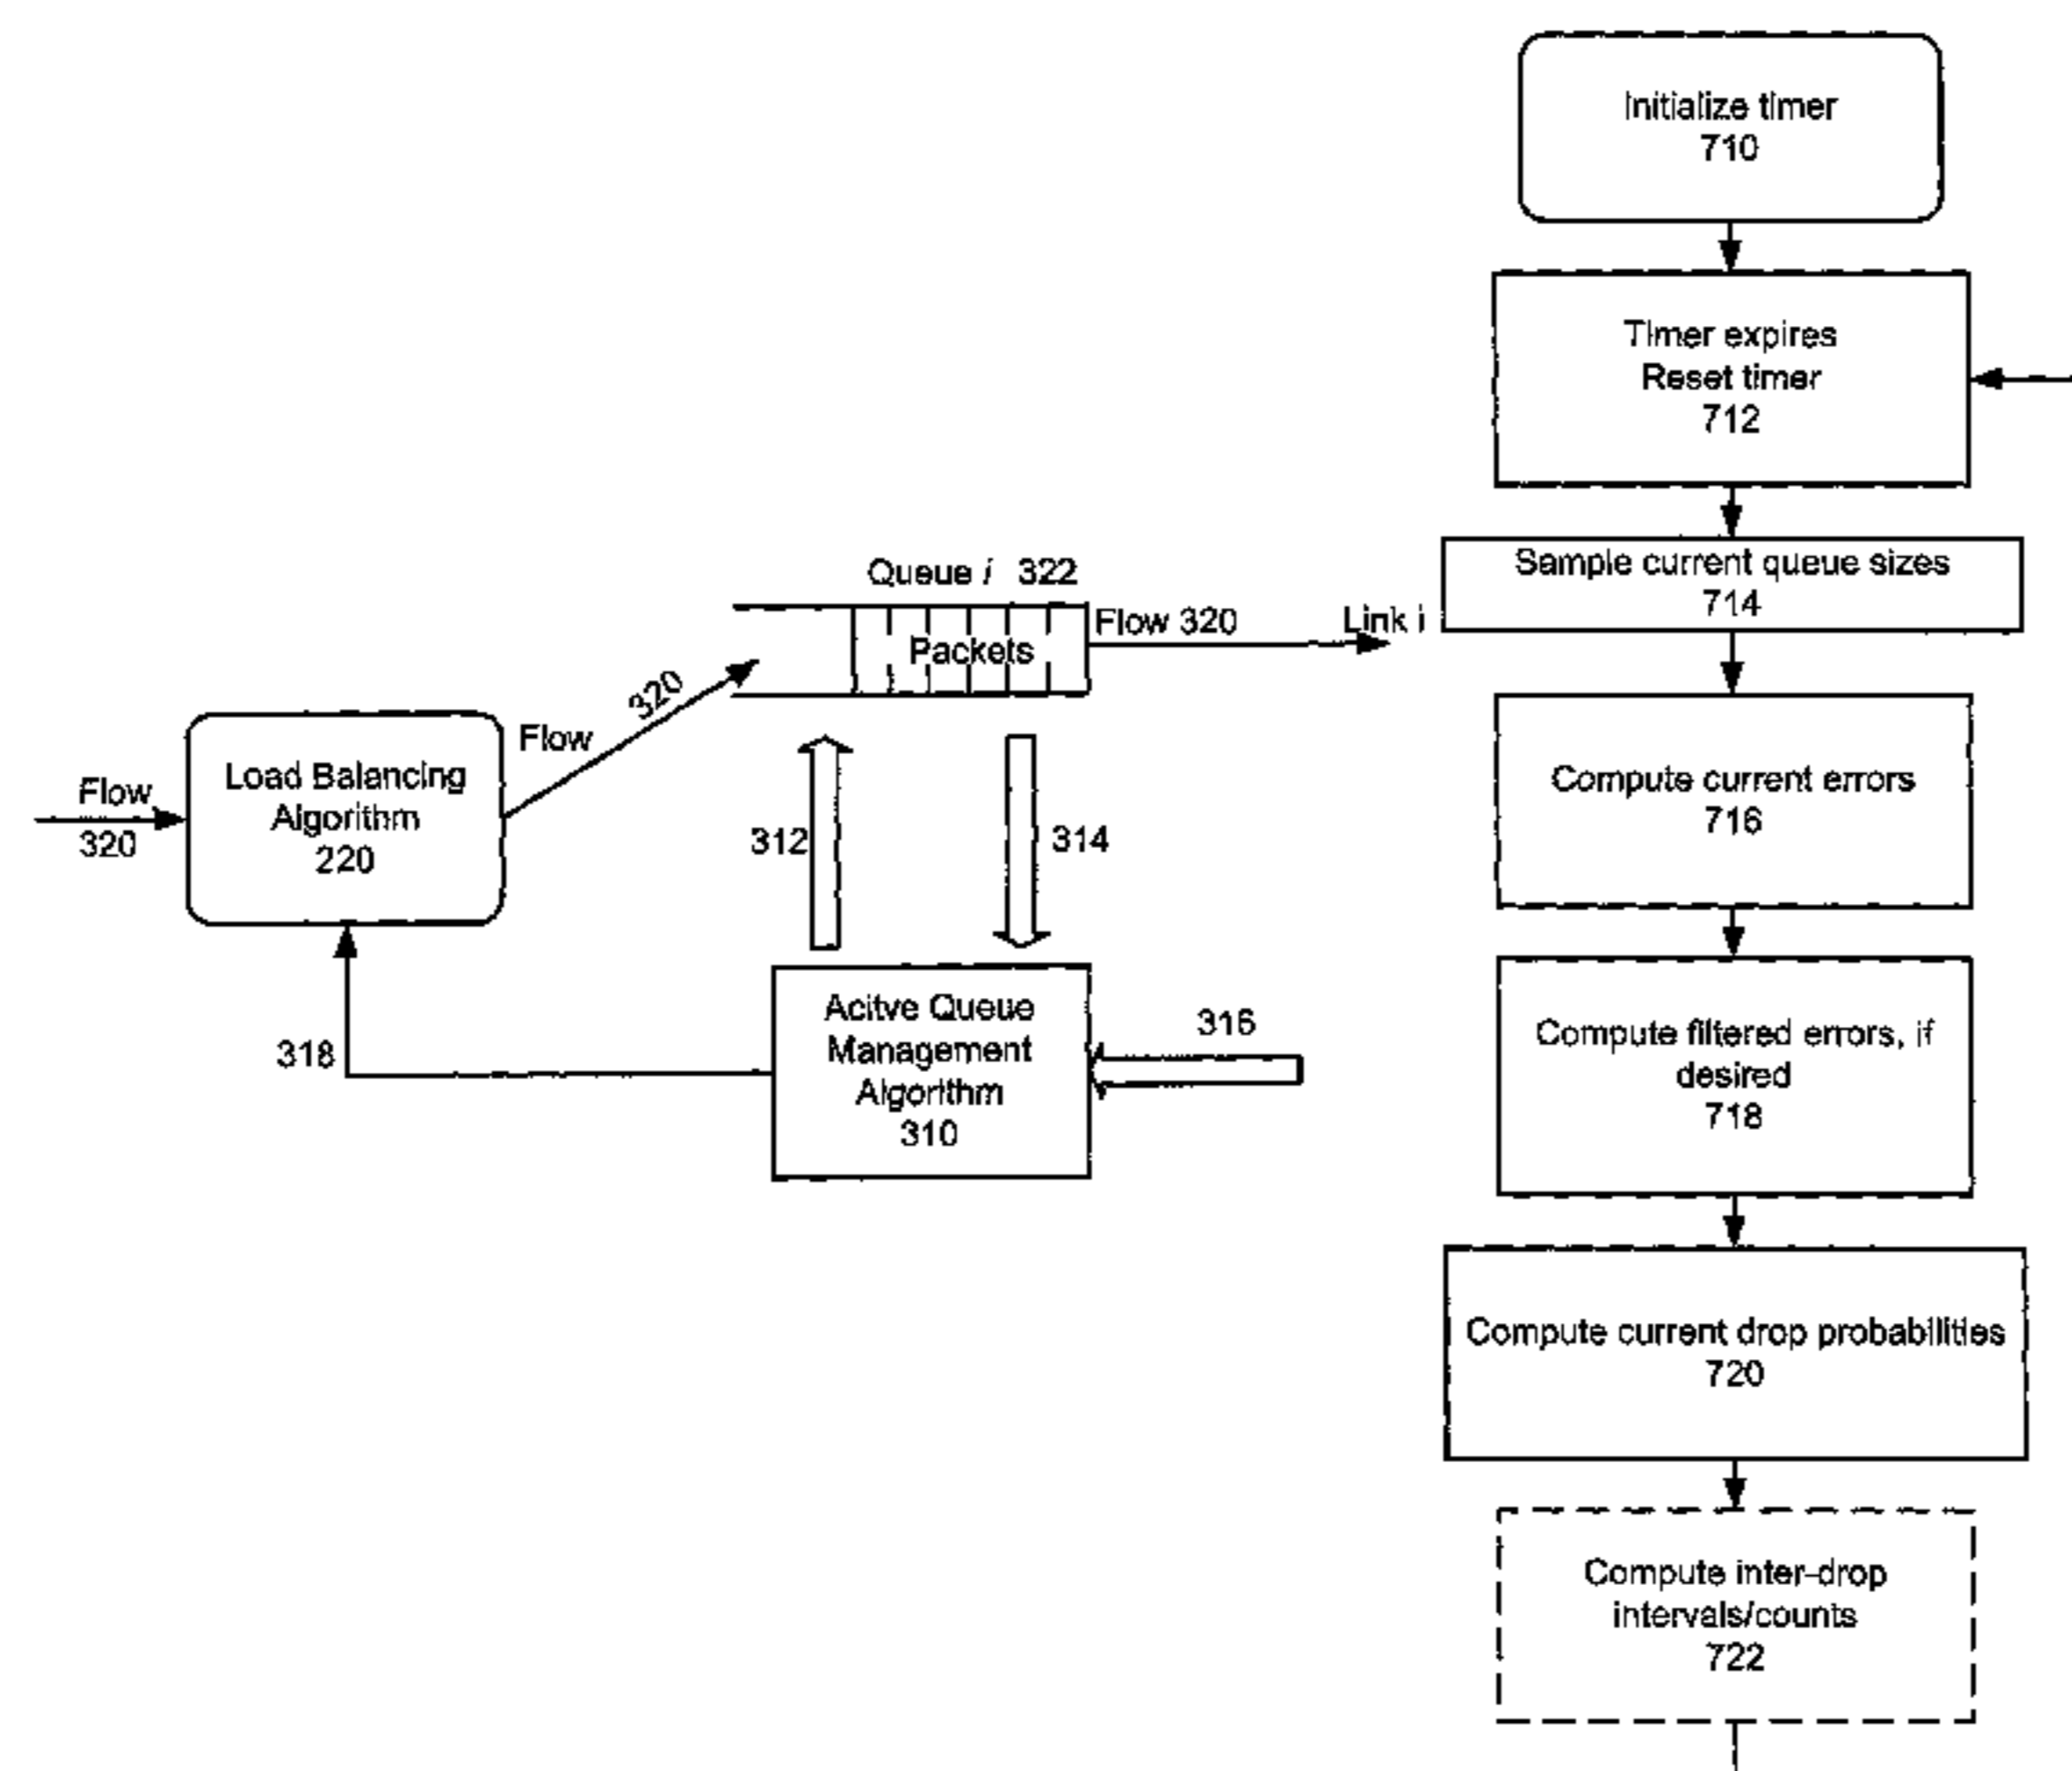 Initialize timer
710
Timer expires
Reset timer
712
Sample current queue sizes
714
Compute current errors
716
Compute filtered errors, if
desired
718
Compute current drop probabilities
720
Compute inter-drop
intervals/counts
722
Queue i 322
Packets
Flow 320
Link i
Flow
320
Flow
320
Load Balancing
Algorithm
220
312
314
316
318
Acitve Queue
Management
Algorithm
310